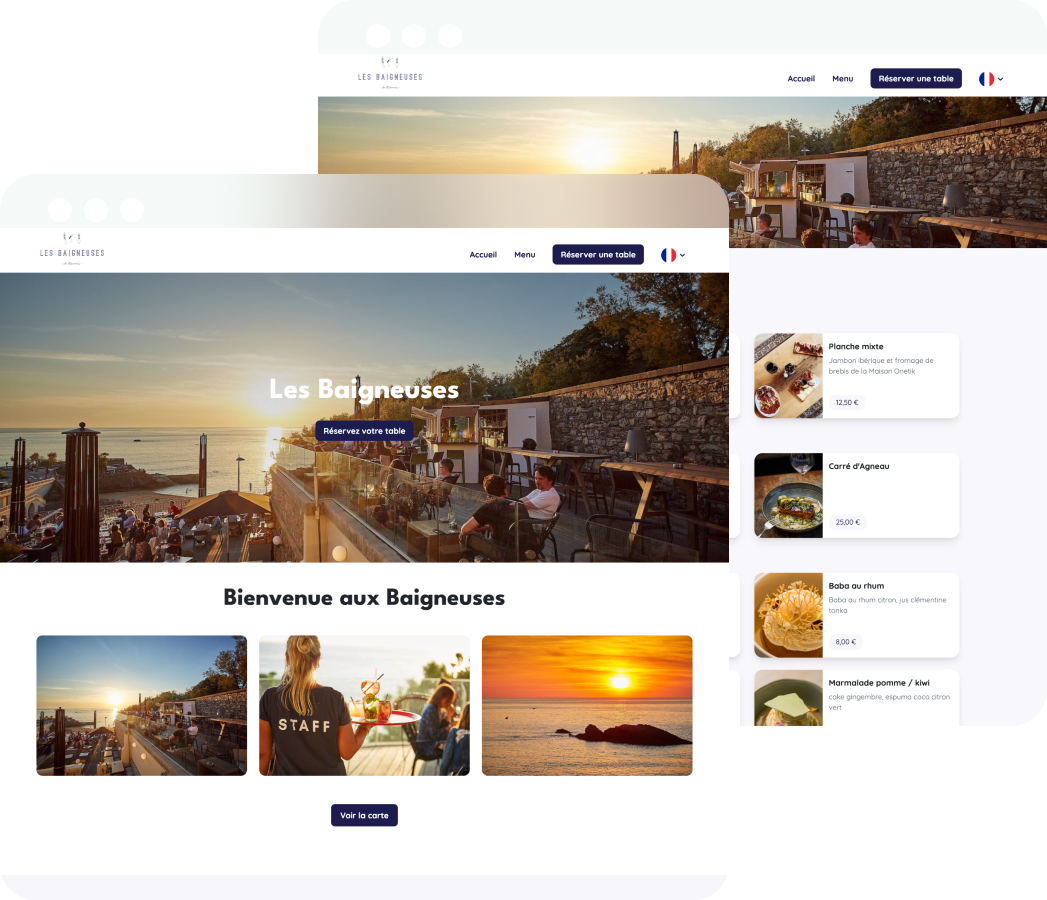 LES BAIGNEUSES
Accueil
Menu
Réserver une table
LES BAIGNEUSES
Accueil
Menu
Réserver une table
Les Baigneuses
Réservez votre table
Bienvenue aux Baigneuses
STAFF
Voir la carte
Planche mixte
Jambon ibérique et fromage de
brebis de la Maison Onetik
12,50 €
Carré d'Agneau
25,00 €
Baba au rhum
Baba au rhum citron, jus clémentine
tonka
8,00 €
Marmalade pomme / kiwi
cake gingembre, espuma coco citron
vert